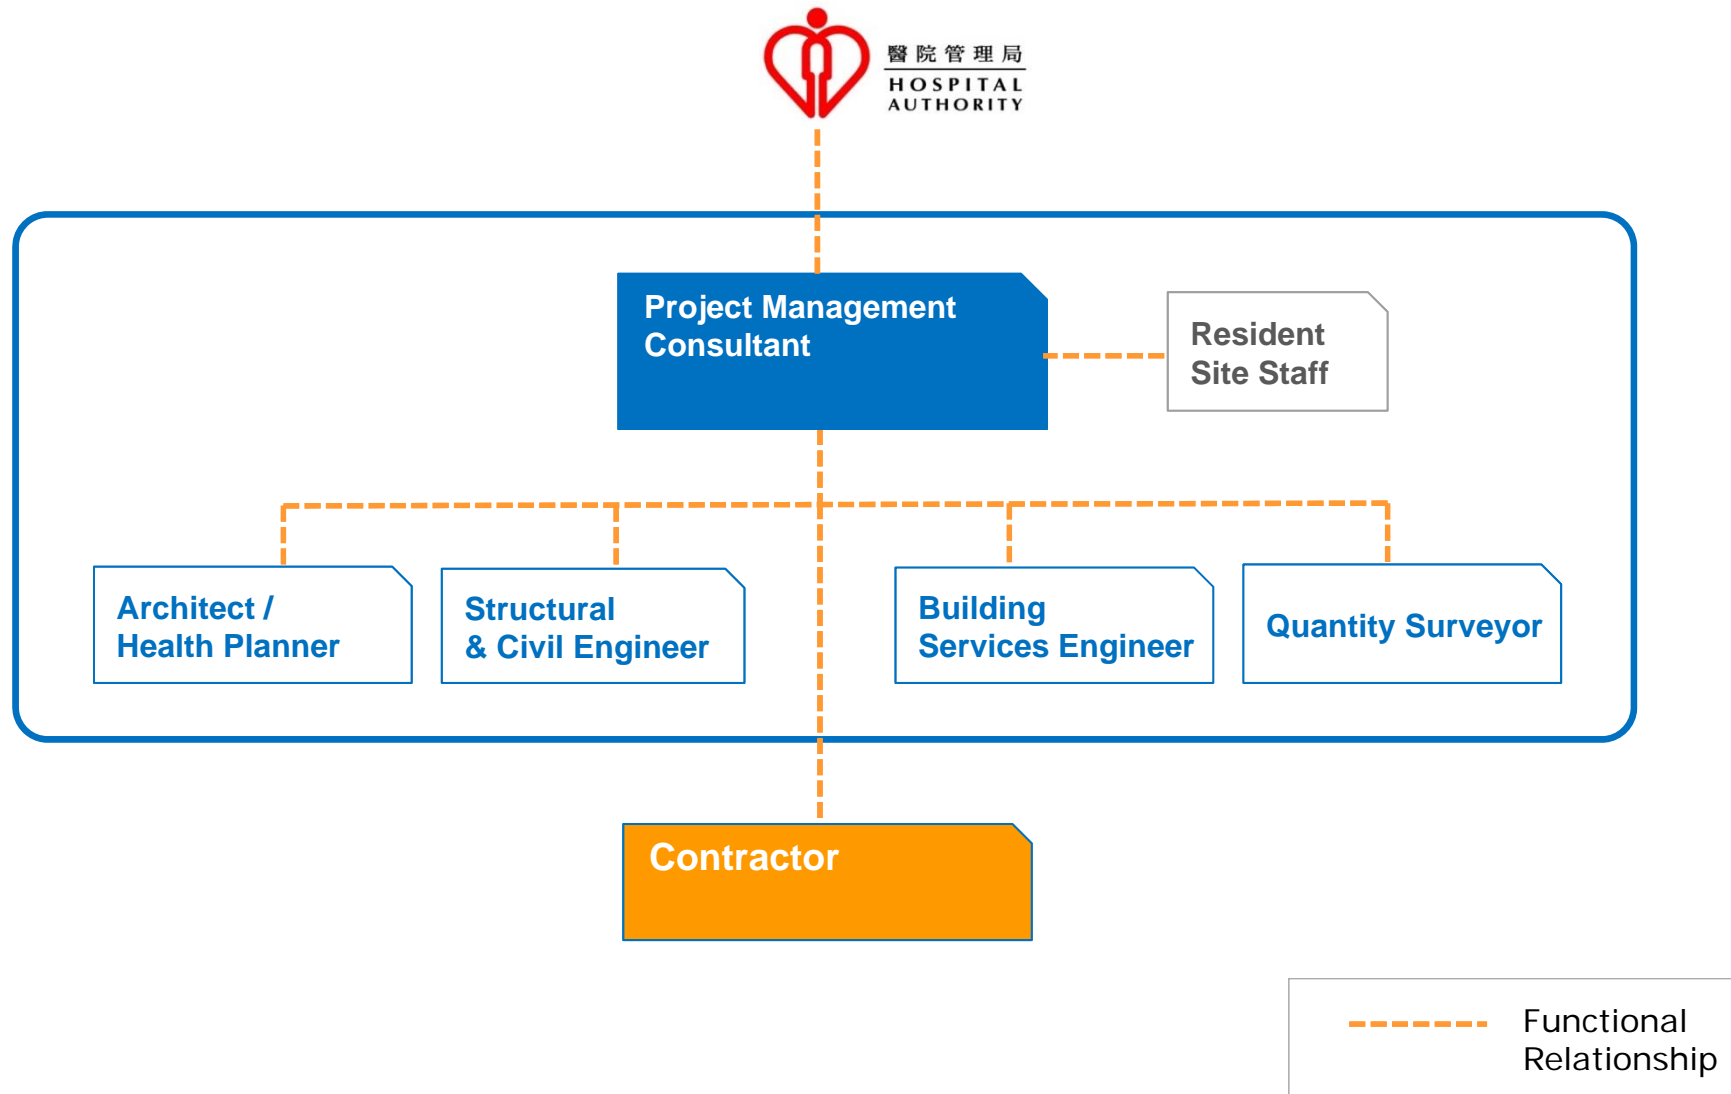 醫院管理局
HOSPITAL
AUTHORITY
Project Management
Consultant
Resident
Site Staff
Architect /
Health Planner
Structural
& Civil Engineer
Building
Services Engineer
Quantity Surveyor
Contractor
Functional
Relationship